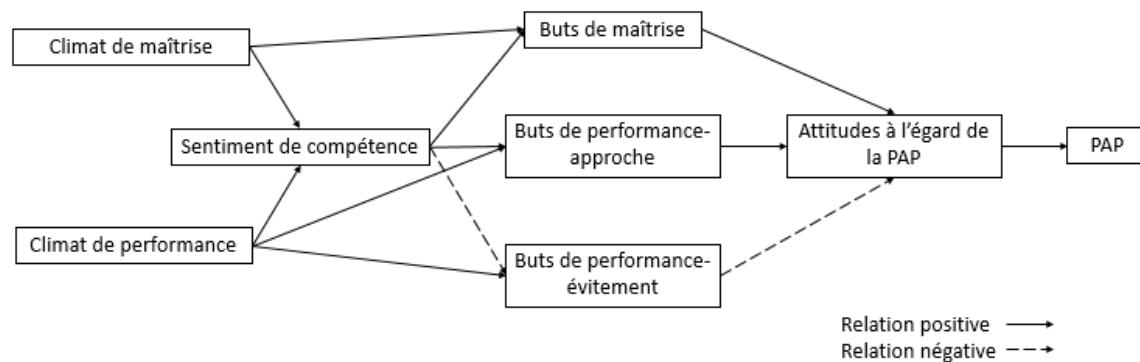 Climat de maîtrise
Buts de maîtrise
Sentiment de compétence
Buts de performance-
approche
Attitudes à l'égard de
la PAP
PAP
Climat de performance
Buts de performance-
évitement
Relation positive
Relation négative